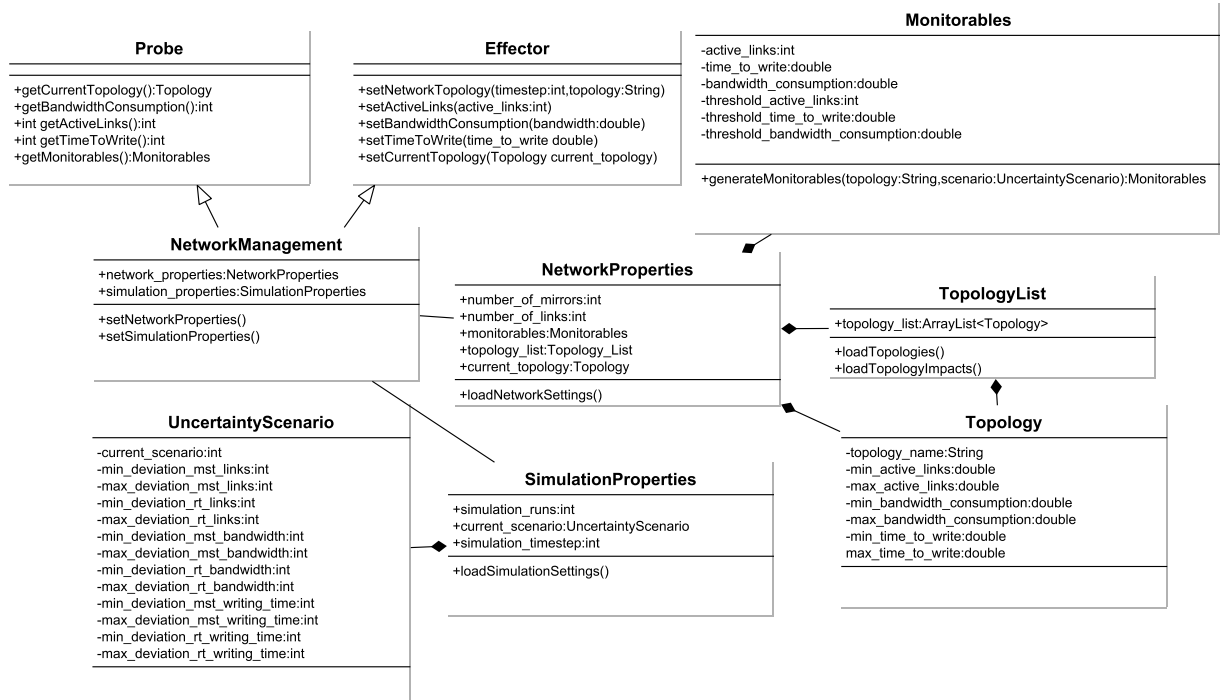 Probe
+getCurrentTopology():Topology
+getBandwidthConsumption():int
+int getActiveLinks():int
+int getTimeToWrite():int
+getMonitorables():Monitorables
Effector
+setNetworkTopology(timestep:int,topology:String)
+setActiveLinks(active_links:int)
+setBandwidthConsumption(bandwidth:double)
+setTimeToWrite(time_to_write double)
+setCurrentTopology(Topology current_topology)
Monitorables
-active_links:int
-time_to_write:double
-bandwidth_consumption:double
-threshold_active_links:int
-threshold_time_to_write:double
-threshold_bandwidth_consumption:double
+generateMonitorables(topology:String,scenario:UncertaintyScenario):Monitorables
NetworkManagement
+network_properties:NetworkProperties
+simulation_properties:SimulationProperties
+setNetworkProperties()
+setSimulationProperties()
NetworkProperties
+number_of_mirrors:int
+number_of_links:int
+monitorables:Monitorables
+topology_list:Topology_List
+current_topology:Topology
+loadNetworkSettings()
TopologyList
+topology_list:ArrayList<Topology>
+loadTopologies()
+loadTopologyImpacts()
UncertaintyScenario
-current_scenario:int
-min_deviation_mst_links:int
-max_deviation_mst_links:int
-min_deviation_rt_links:int
-max_deviation_rt_links:int
-min_deviation_mst_bandwidth:int
-max_deviation_mst_bandwidth:int
-min_deviation_rt_bandwidth:int
-max_deviation_rt_bandwidth:int
-min_deviation_mst_writing_time:int
-max_deviation_mst_writing_time:int
-min_deviation_rt_writing_time:int
-max_deviation_rt_writing_time:int
SimulationProperties
+simulation_runs:int
+current_scenario:UncertaintyScenario
+simulation_timestep:int
+loadSimulationSettings()
Topology
-topology_name:String
-min_active_links:double
-max_active_links:double
-min_bandwidth_consumption:double
-max_bandwidth_consumption:double
-min_time_to_write:double
max_time_to_write:double